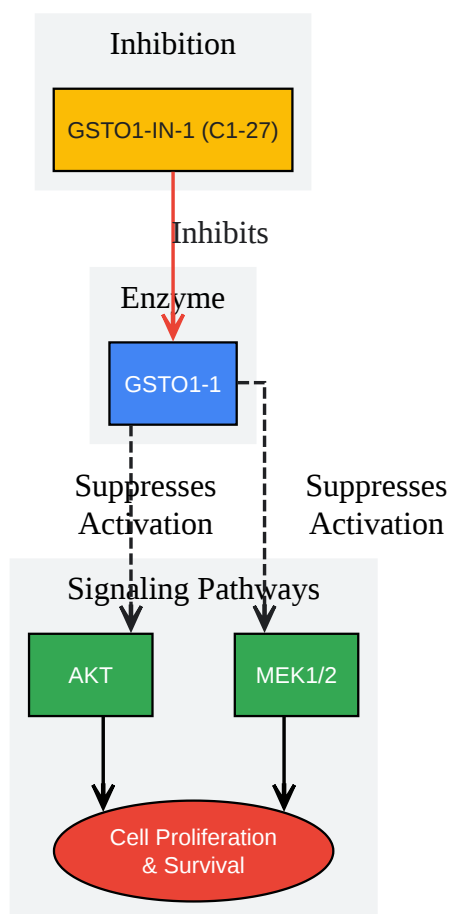 Inhibition
GSTO1-IN-1 (C1-27)
Inhibits
Enzyme
GSTO1-1
Suppresses
Activation
Suppresses
Activation
Signaling Pathways
AKT
MEK1/2
Cell Proliferation
& Survival